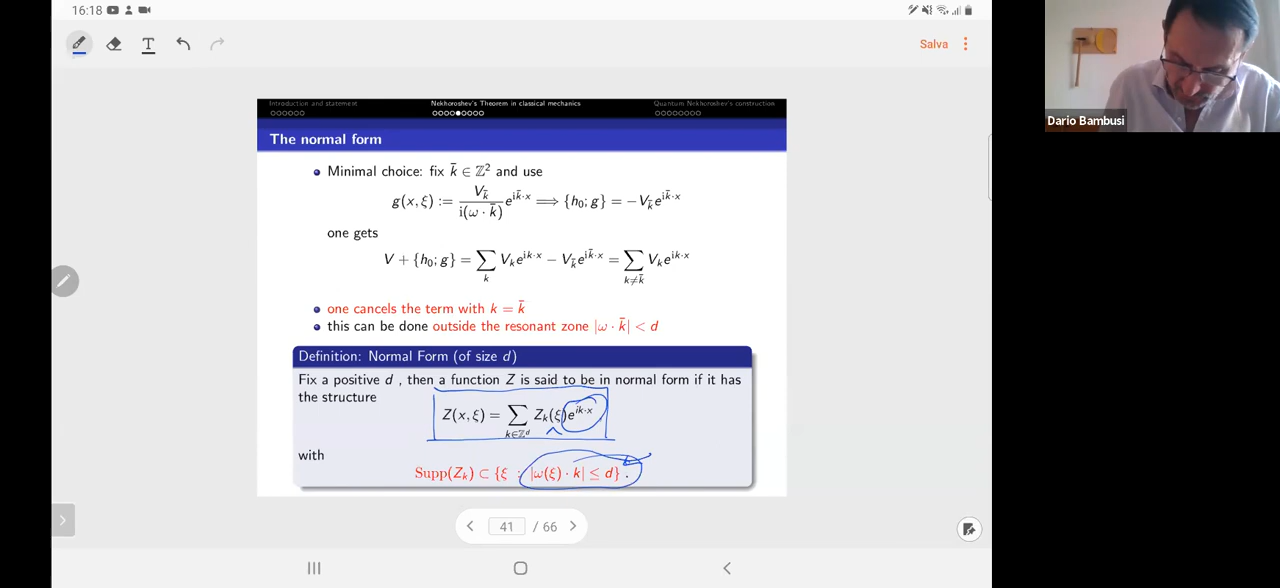 16:18
T
Salva
Introduction and statement
Nekhoroshev's Theorem in classical mechanics
Quantum Nekhoroshev's construction
The normal form
Minimal choice: fix k̄ ∈ ℤ² and use
g(x, ξ) := V_k̄ / i(ω · k̄) e^{ik̄·x} ⟹ {h₀; g} = −V_k̄ e^{ik̄·x}
one gets
V + {h₀; g} = ∑_k V_k e^{ik·x} − V_k̄ e^{ik̄·x} = ∑_{k≠k̄} V_k e^{ik·x}
one cancels the term with k = k̄
this can be done outside the resonant zone |ω · k̄| < d
Definition: Normal Form (of size d)
Fix a positive d , then a function Z is said to be in normal form if it has
the structure
Z(x, ξ) = ∑_{k∈ℤ^d} Z_k(ξ) e^{ik·x}
with
Supp(Z_k) ⊂ {ξ : |ω(ξ) · k| ≤ d} .
41 / 66
Dario Bambusi